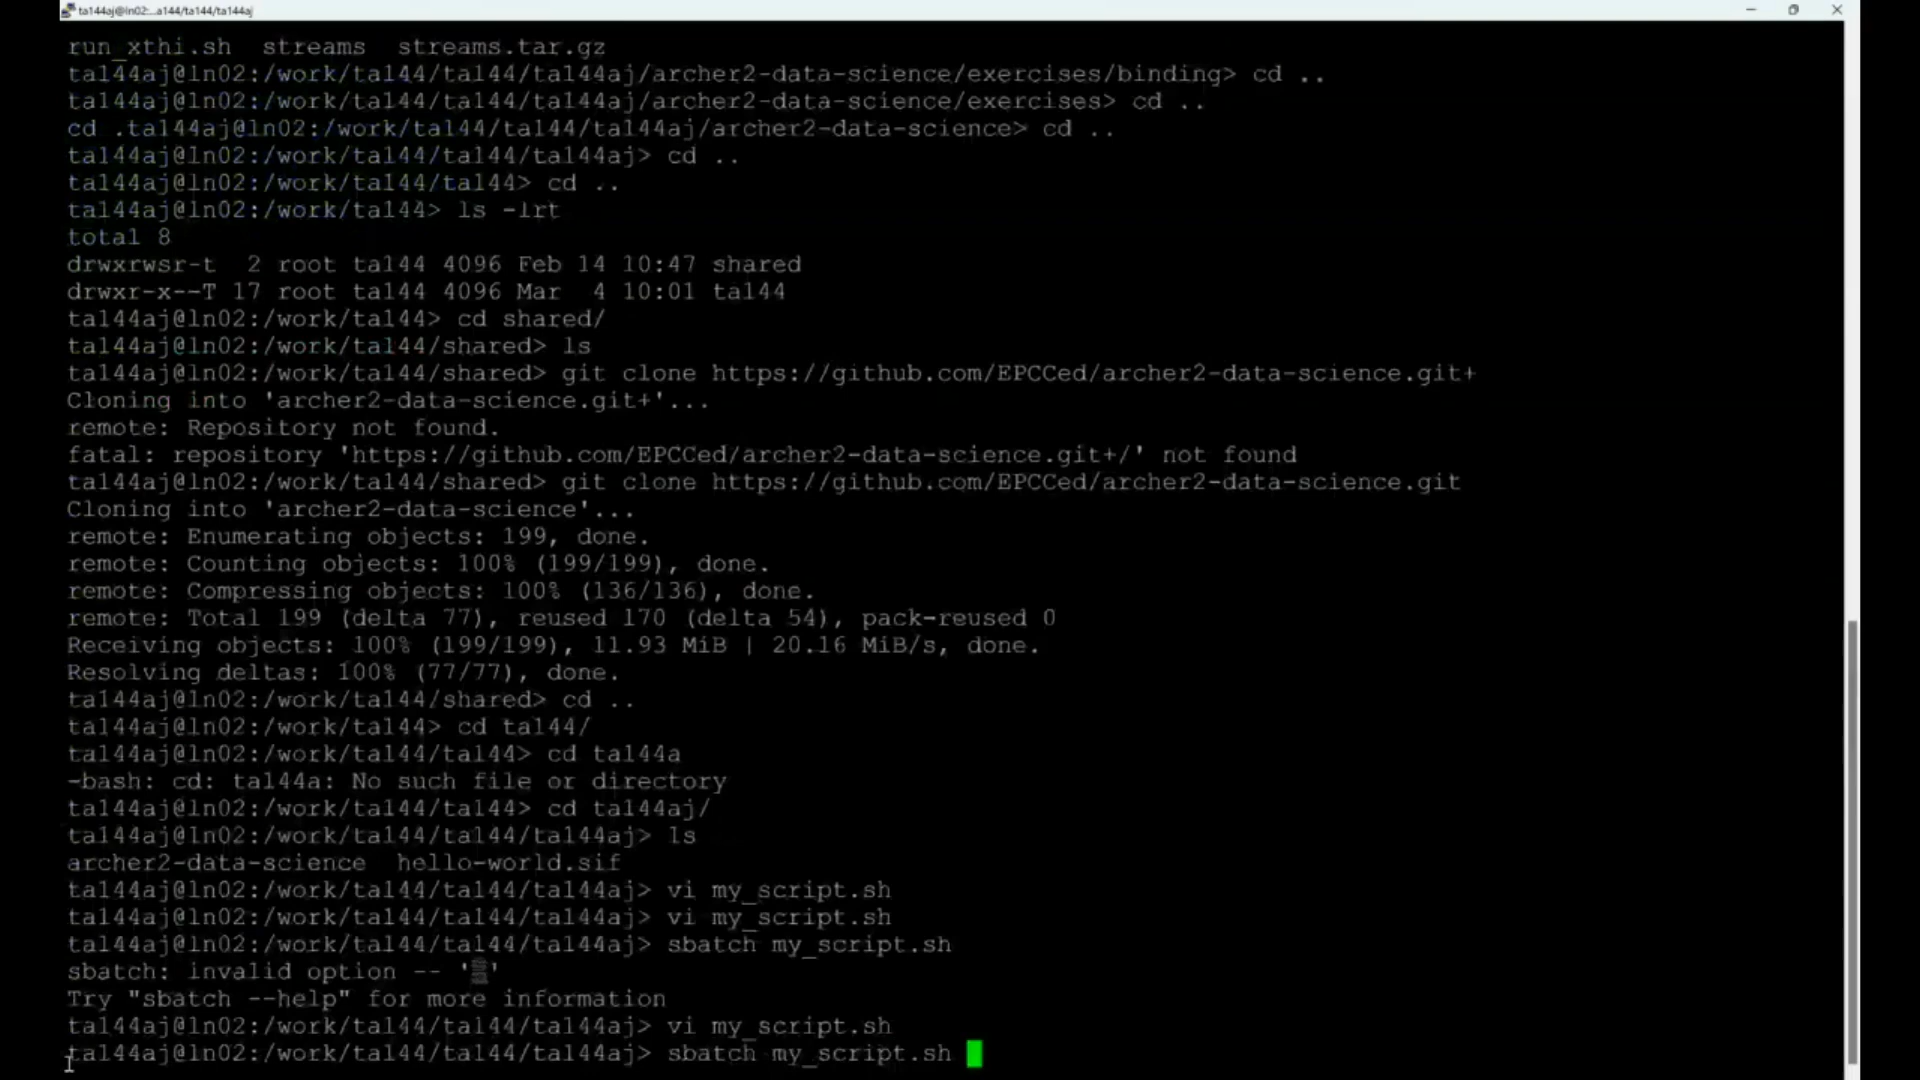 ta144aj@ln02:...a144/ta144/ta144aj
run_xthi.sh  streams  streams.tar.gz
ta144aj@ln02:/work/ta144/ta144/ta144aj/archer2-data-science/exercises/binding> cd ..
ta144aj@ln02:/work/ta144/ta144/ta144aj/archer2-data-science/exercises> cd ..
cd .ta144aj@ln02:/work/ta144/ta144/ta144aj/archer2-data-science> cd ..
ta144aj@ln02:/work/ta144/ta144/ta144aj> cd ..
ta144aj@ln02:/work/ta144/ta144> cd ..
ta144aj@ln02:/work/ta144> ls -lrt
total 8
drwxrwsr-t  2 root ta144 4096 Feb 14 10:47 shared
drwxr-x--T 17 root ta144 4096 Mar  4 10:01 ta144
ta144aj@ln02:/work/ta144> cd shared/
ta144aj@ln02:/work/ta144/shared> ls
ta144aj@ln02:/work/ta144/shared> git clone https://github.com/EPCCed/archer2-data-science.git+
Cloning into 'archer2-data-science.git+'...
remote: Repository not found.
fatal: repository 'https://github.com/EPCCed/archer2-data-science.git+/' not found
ta144aj@ln02:/work/ta144/shared> git clone https://github.com/EPCCed/archer2-data-science.git
Cloning into 'archer2-data-science'...
remote: Enumerating objects: 199, done.
remote: Counting objects: 100% (199/199), done.
remote: Compressing objects: 100% (136/136), done.
remote: Total 199 (delta 77), reused 170 (delta 54), pack-reused 0
Receiving objects: 100% (199/199), 11.93 MiB | 20.16 MiB/s, done.
Resolving deltas: 100% (77/77), done.
ta144aj@ln02:/work/ta144/shared> cd ..
ta144aj@ln02:/work/ta144> cd ta144/
ta144aj@ln02:/work/ta144/ta144> cd ta144a
-bash: cd: ta144a: No such file or directory
ta144aj@ln02:/work/ta144/ta144> cd ta144aj/
ta144aj@ln02:/work/ta144/ta144/ta144aj> ls
archer2-data-science  hello-world.sif
ta144aj@ln02:/work/ta144/ta144/ta144aj> vi my_script.sh
ta144aj@ln02:/work/ta144/ta144/ta144aj> vi my_script.sh
ta144aj@ln02:/work/ta144/ta144/ta144aj> sbatch my_script.sh
sbatch: invalid option -- ''
Try "sbatch --help" for more information
ta144aj@ln02:/work/ta144/ta144/ta144aj> vi my_script.sh
ta144aj@ln02:/work/ta144/ta144/ta144aj> sbatch my_script.sh